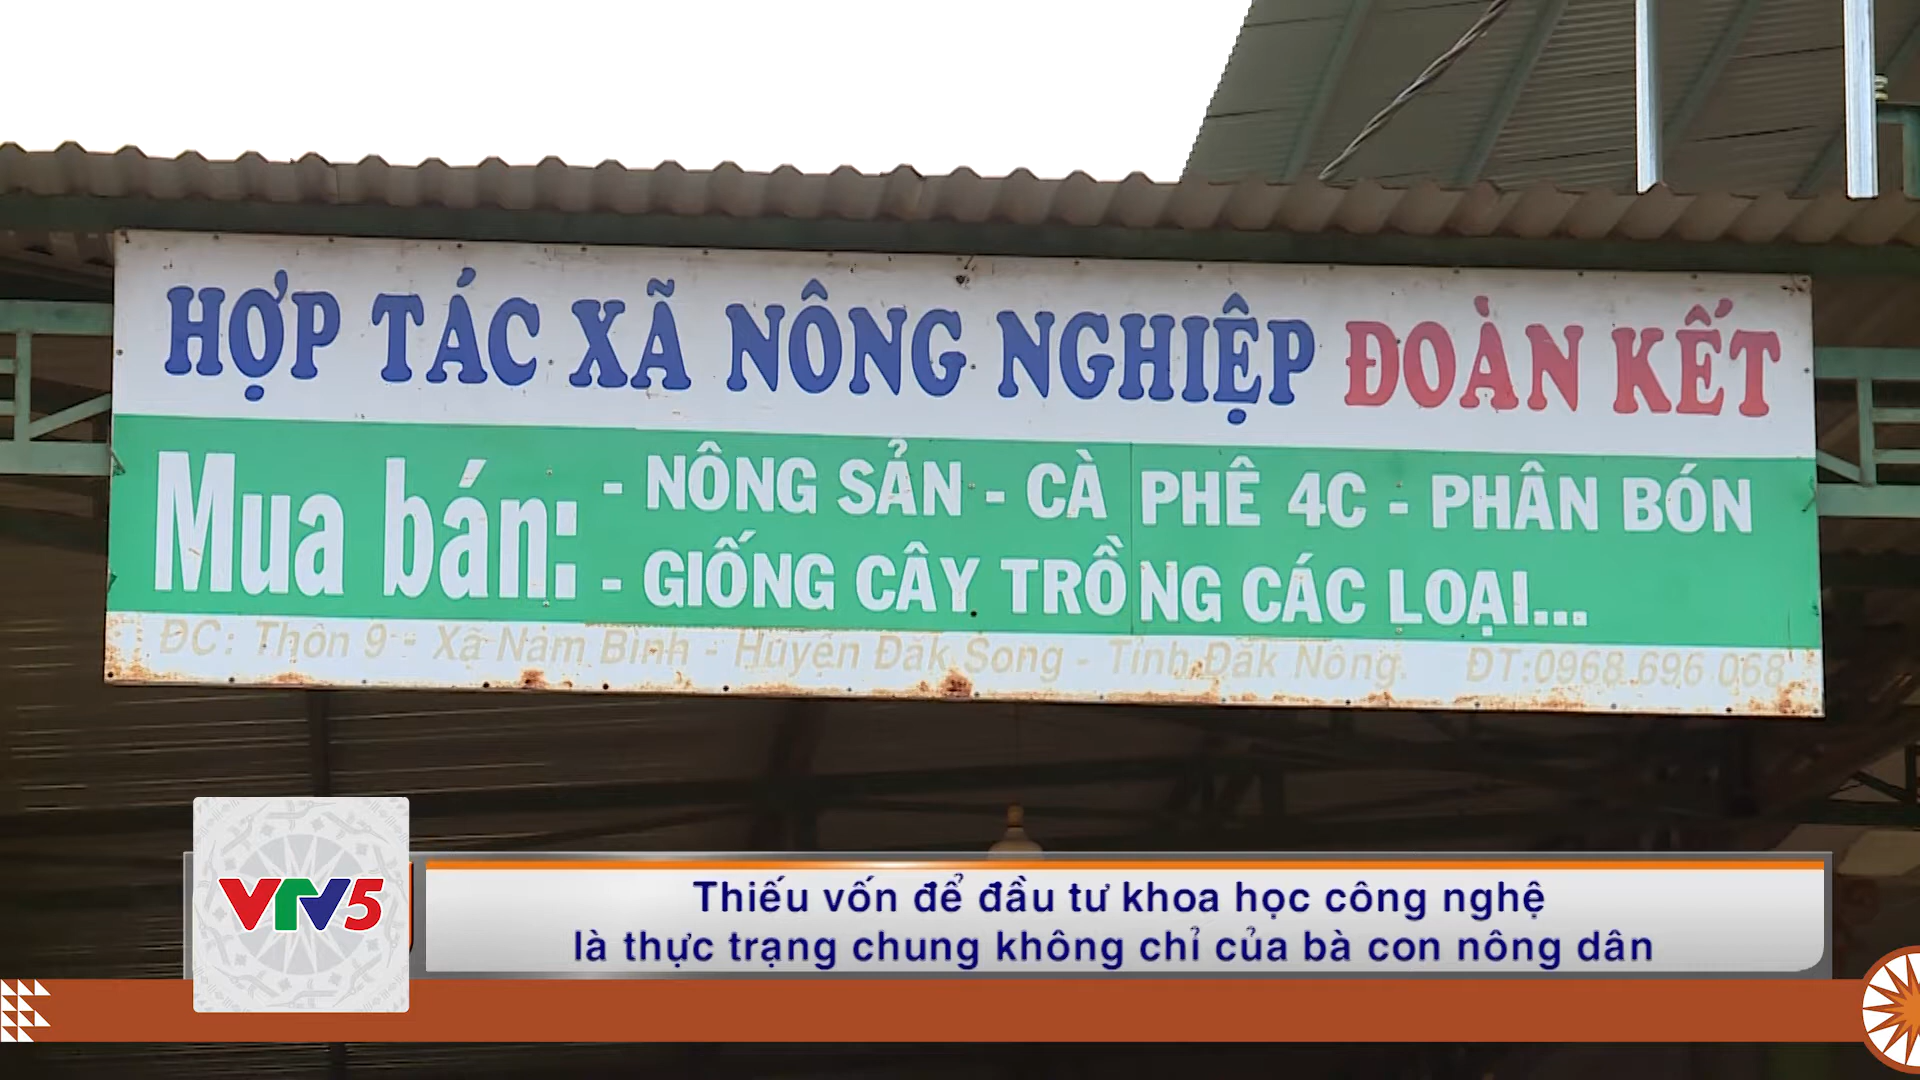 HỢP TÁC XÃ NÔNG NGHIỆP ĐOÀN KẾT
Mua bán:
- NÔNG SẢN - CÀ PHÊ 4C - PHÂN BÓN
- GIỐNG CÂY TRỒNG CÁC LOẠI...
ĐC: Thôn 9 - Xã Nâm Bình - Huyện Đăk Song - Tỉnh Đăk Nông. ĐT:0968 696 068
VTV5
Thiếu vốn để đầu tư khoa học công nghệ
là thực trạng chung không chỉ của bà con nông dân